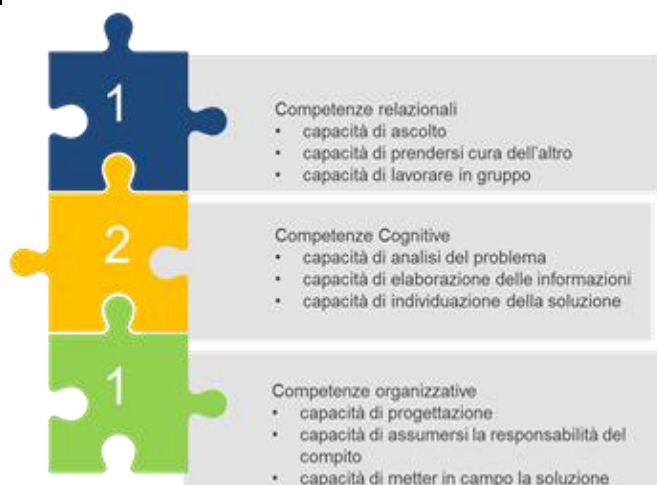 1
Competenze relazionali
• capacità di ascolto
• capacità di prendersi cura dell'altro
• capacità di lavorare in gruppo
2
Competenze Cognitive
• capacità di analisi del problema
• capacità di elaborazione delle informazioni
• capacità di individuazione della soluzione
1
Competenze organizzative
• capacità di progettazione
• capacità di assumersi la responsabilità del
compito
• capacità di metter in campo la soluzione